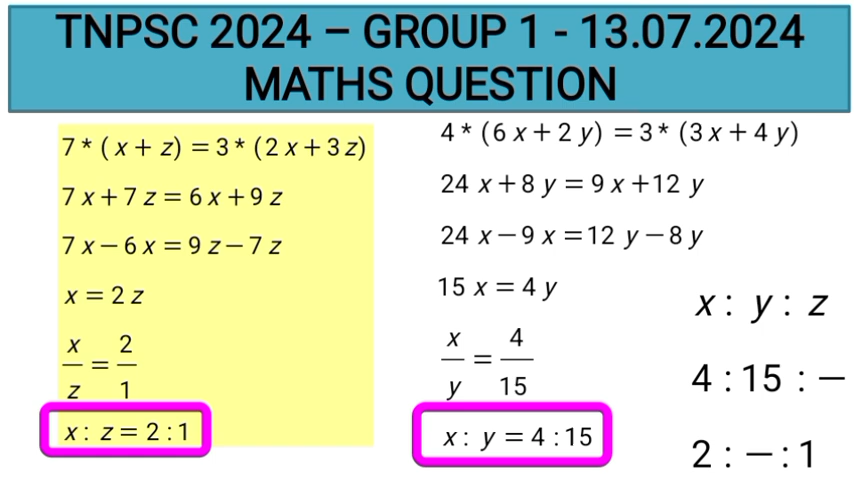 TNPSC 2024 – GROUP 1 - 13.07.2024
MATHS QUESTION
7 * ( x + z ) = 3 * ( 2 x + 3 z )
7 x + 7 z = 6 x + 9 z
7 x – 6 x = 9 z – 7 z
x = 2 z
x/z = 2/1
x : z = 2 : 1
4 * (6 x + 2 y) = 3 * (3 x + 4 y)
24 x + 8 y = 9 x +12 y
24 x – 9 x =12 y – 8 y
15 x = 4 y
x/y = 4/15
x : y = 4 : 15
x : y : z
4 : 15 : –
2 : – : 1